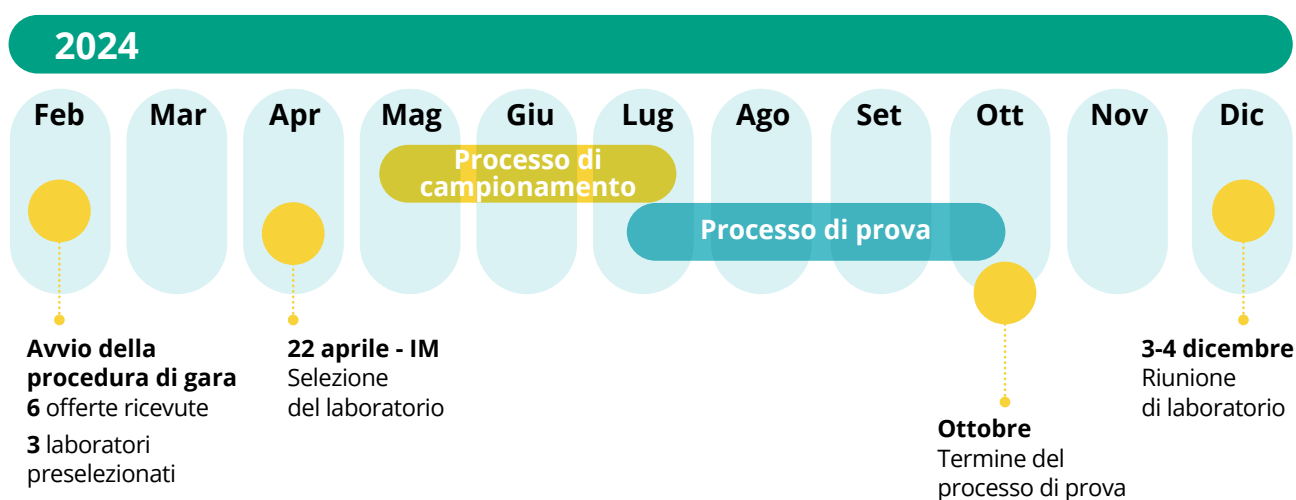 2024
Feb Mar Apr Mag Giu Lug Ago Set Ott Nov Dic
Processo di
campionamento
Processo di prova
Avvio della
procedura di gara
6 offerte ricevute
3 laboratori
preselezionati
22 aprile - IM
Selezione
del laboratorio
Ottobre
Termine del
processo di prova
3-4 dicembre
Riunione
di laboratorio